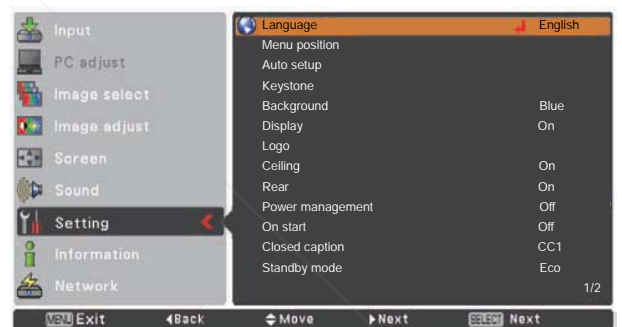 Input
PC adjust
Image select
Image adjust
Screen
Sound
Setting
Information
Network
Language English
Menu position
Auto setup
Keystone
Background Blue
Display On
Logo
Ceiling On
Rear On
Power management Off
On start Off
Closed caption CC1
Standby mode Eco
1/2
MENU Exit Back Move Next SELECT Next